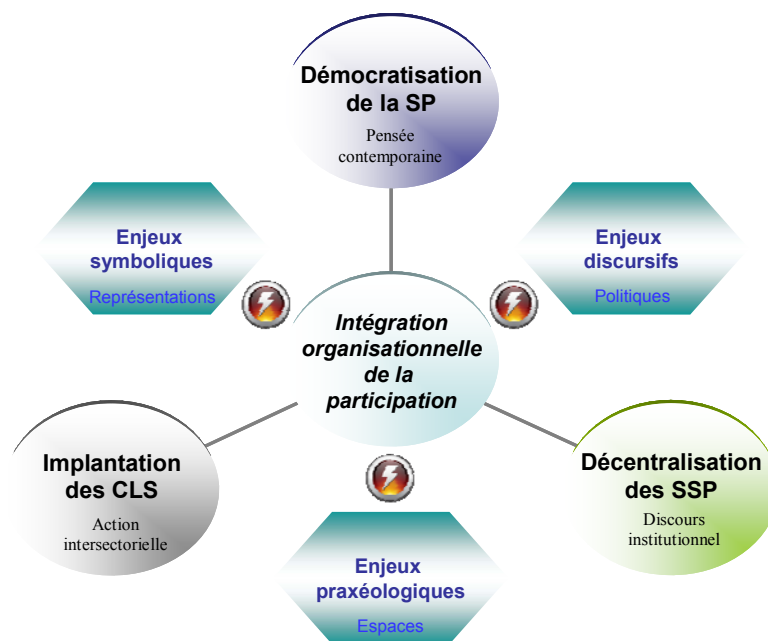 Démocratisation
de la SP
Pensée
contemporaine
Enjeux
symboliques
Représentations
Enjeux
discursifs
Politiques
Intégration
organisationnelle
de la
participation
Implantation
des CLS
Action
intersectorielle
Décentralisation
des SSP
Discours
institutionnel
Enjeux
praxéologiques
Espaces